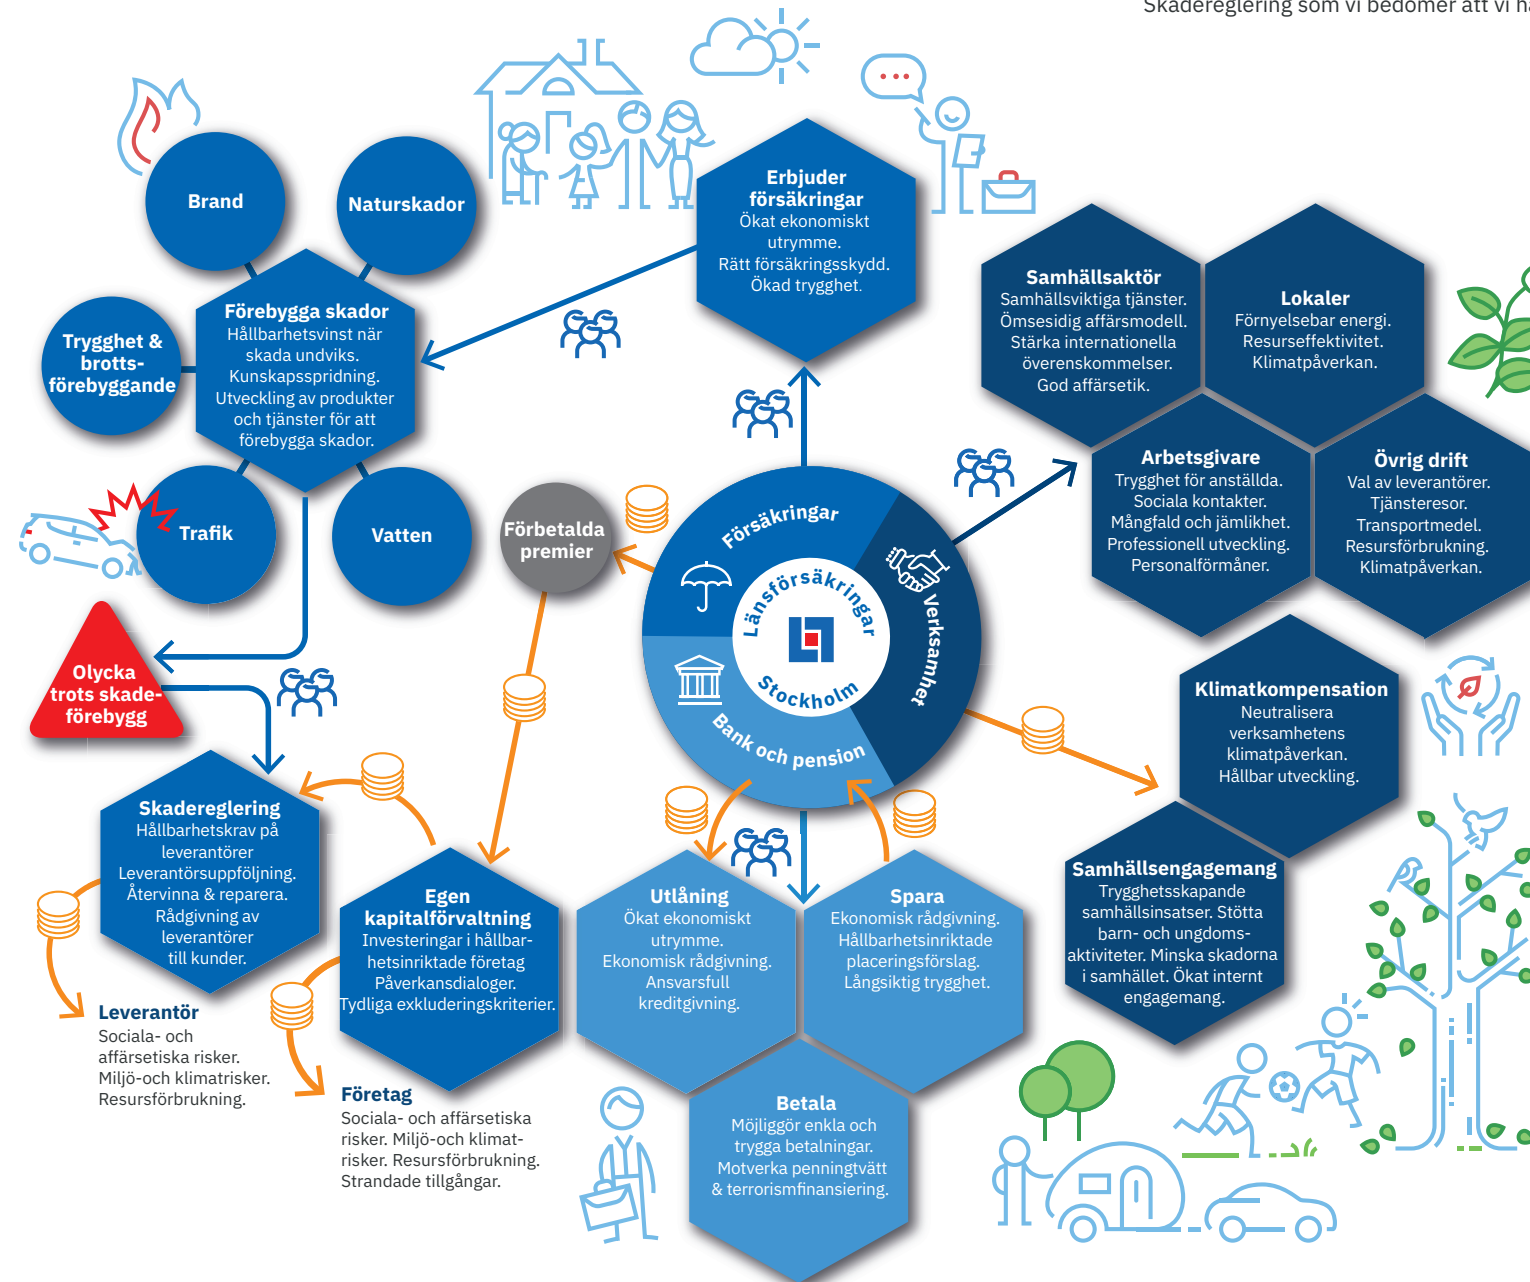 Skadereglering som vi bedömer att vi
Brand
Naturskador
Erbjuder
försäkringar
Ökat ekonomiskt
utrymme.
Rätt försäkringsskydd.
Ökad trygghet.
Förebygga skador
Hållbarhetsvinst när
skada undviks.
Kunskapsspridning.
Utveckling av produkter
och tjänster för att
förebygga skador.
Trygghet &
brotts-
förebyggande
Trafik
Vatten
Samhällsaktör
Samhällsviktiga tjänster.
Ömsesidig affärsmodell.
Stärka internationella
överenskommelser.
God affärsetik.
Lokaler
Förnyelsebar energi.
Resurseffektivitet.
Klimatpåverkan.
Arbetsgivare
Trygghet för anställda.
Sociala kontakter.
Mångfald och jämlikhet.
Professionell utveckling.
Personalförmåner.
Övrig drift
Val av leverantörer.
Tjänsteresor.
Transportmedel.
Resursförbrukning.
Klimatpåverkan.
Förbetalda
premier
Försäkringar
Verksamhet
Bank och pension
Länsförsäkringar
Stockholm
Olycka
trots skade-
förebygg
Klimatkompensation
Neutralisera
verksamhetens
klimatpåverkan.
Hållbar utveckling.
Skadereglering
Hållbarhetskrav på
leverantörer
Leverantörsuppföljning.
Återvinna & reparera.
Rådgivning av
leverantörer
till kunder.
Egen
kapitalförvaltning
Investeringar i hållbar-
hetsinriktade företag
Påverkansdialoger.
Tydliga exkluderingskriterier.
Utlåning
Ökat ekonomiskt
utrymme.
Ekonomisk rådgivning.
Ansvarsfull
kreditgivning.
Spara
Ekonomisk rådgivning.
Hållbarhetsinriktade
placeringsförslag.
Långsiktig trygghet.
Samhällsengagemang
Trygghetsskapande
samhällsinsatser. Stötta
barn- och ungdoms-
aktiviteter. Minska skadorna
i samhället. Ökat internt
engagemang.
Leverantör
Sociala- och
affärsetiska risker.
Miljö-och klimatrisker.
Resursförbrukning.
Företag
Sociala- och affärsetiska
risker. Miljö-och klimat-
risker. Resursförbrukning.
Strandade tillgångar.
Betala
Möjliggör enkla och
trygga betalningar.
Motverka penningtvätt
& terrorismfinansiering.